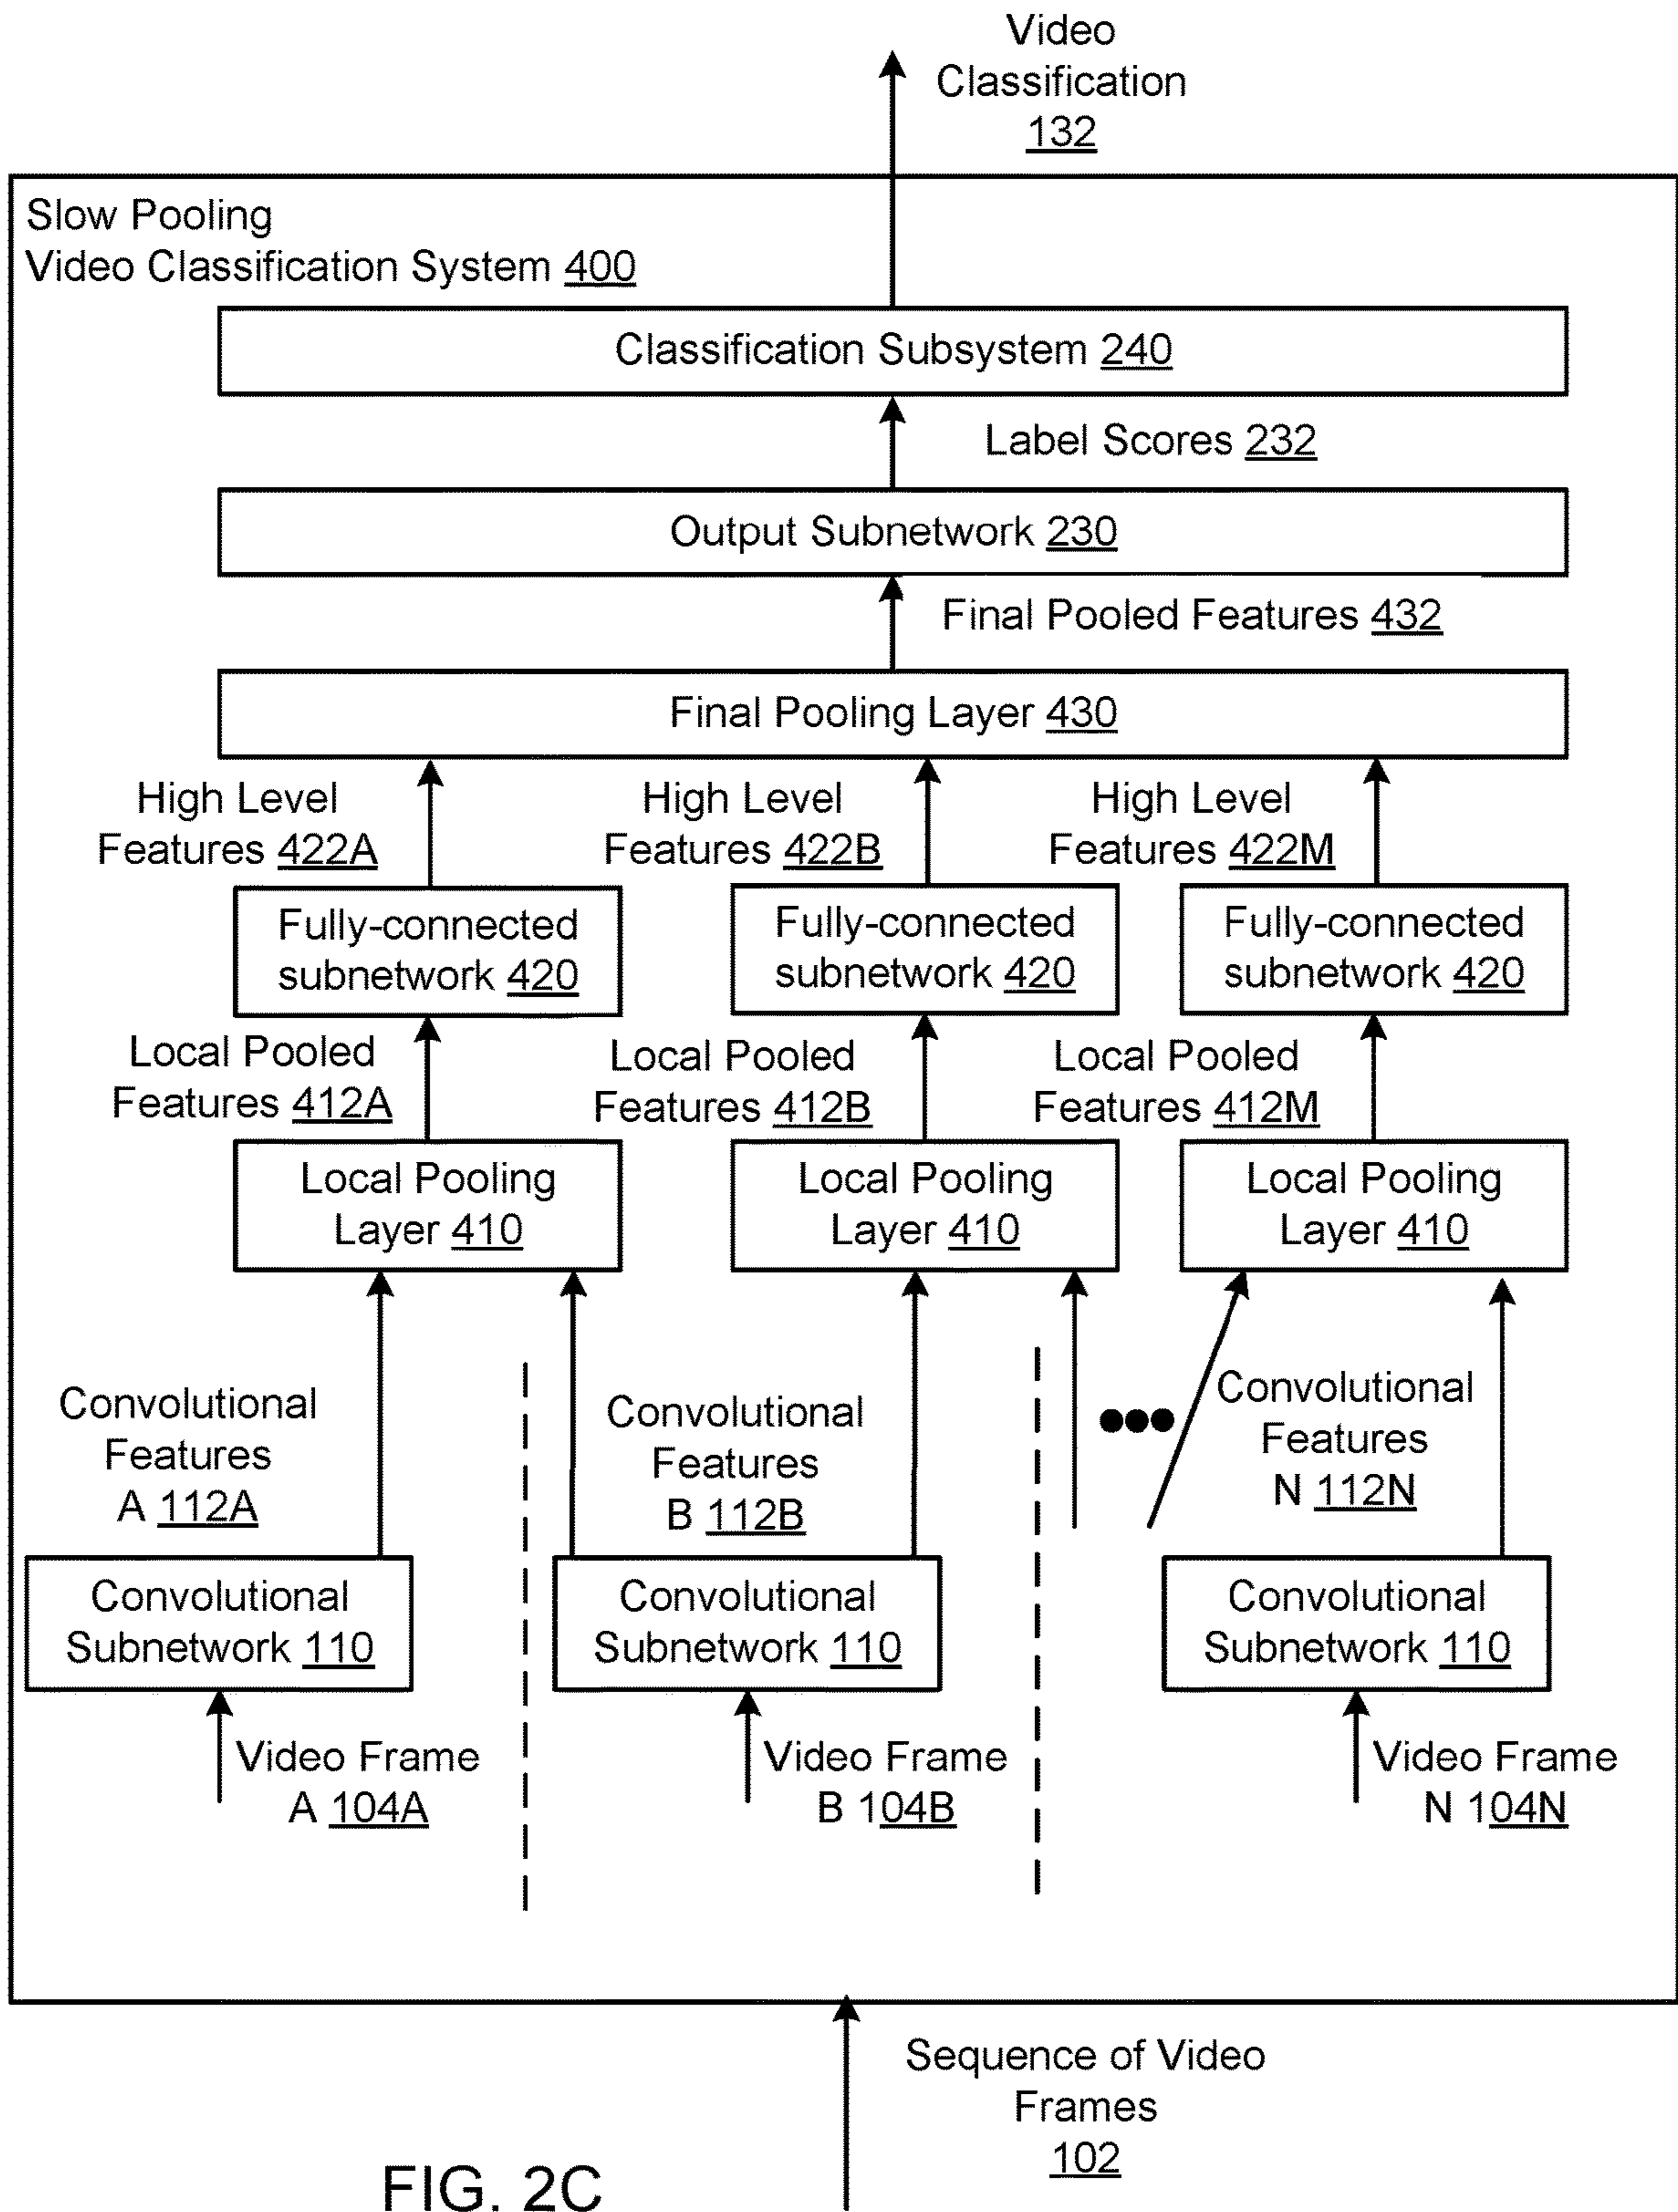 Video
Classification
132
Slow Pooling
Video Classification System 400
Classification Subsystem 240
Label Scores 232
Output Subnetwork 230
Final Pooled Features 432
Final Pooling Layer 430
High Level
Features 422A
High Level
Features 422B
High Level
Features 422M
Fully-connected
subnetwork 420
Fully-connected
subnetwork 420
Fully-connected
subnetwork 420
Local Pooled
Features 412A
Local Pooled
Features 412B
Local Pooled
Features 412M
Local Pooling
Layer 410
Local Pooling
Layer 410
Local Pooling
Layer 410
Convolutional
Features
A 112A
Convolutional
Features
B 112B
Convolutional
Features
N 112N
Convolutional
Subnetwork 110
Convolutional
Subnetwork 110
Convolutional
Subnetwork 110
Video Frame
A 104A
Video Frame
B 104B
Video Frame
N 104N
Sequence of Video
Frames
102
FIG. 2C